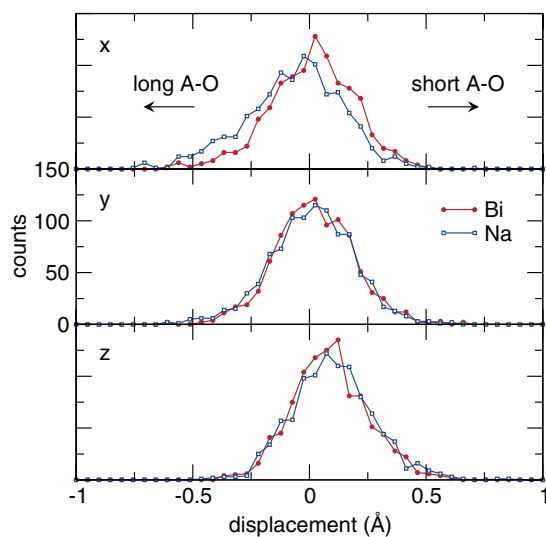 x
long A-O
short A-O
150
y
Bi
Na
100
counts
50
0
z
-1 -0.5 0 0.5 1
displacement (Å)